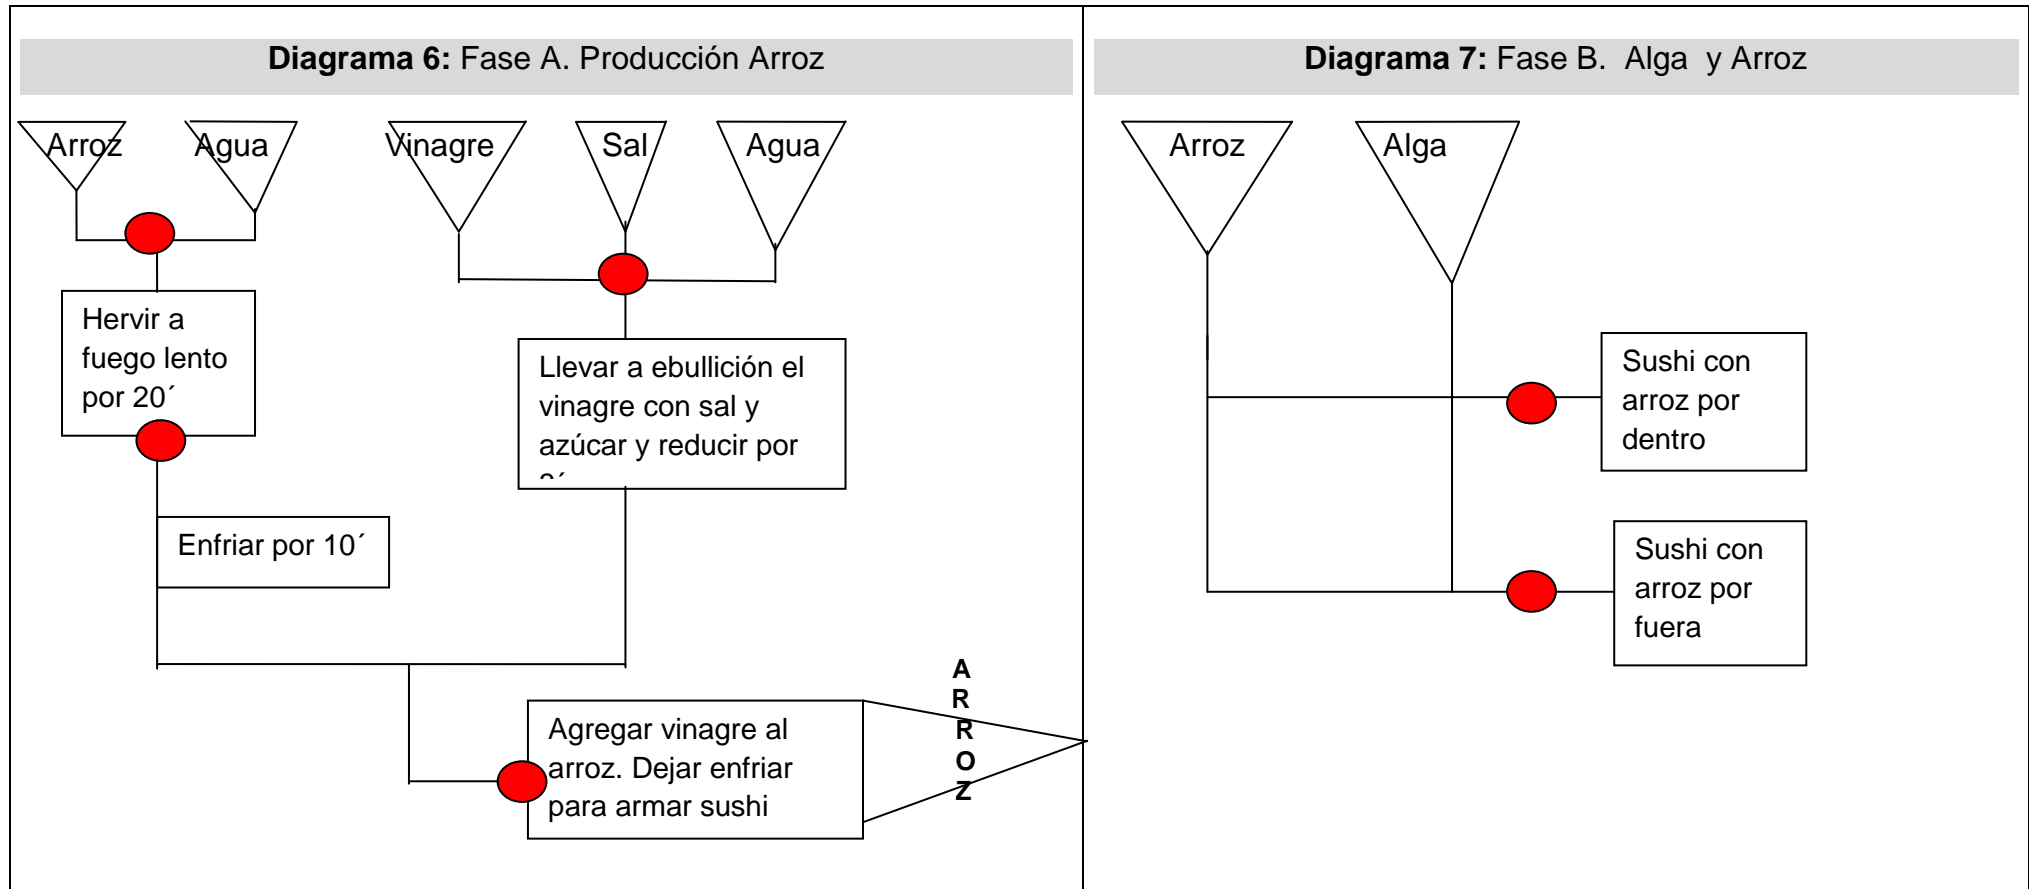 Diagrama 6: Fase A. Producción Arroz
Arroz
Agua
Vinagre
Sal
Agua
Hervir a
fuego lento
por 20´
Llevar a ebullición el
vinagre con sal y
azúcar y reducir por
Enfriar por 10´
Agregar vinagre al
arroz. Dejar enfriar
para armar sushi
A
R
R
O
Z
Diagrama 7: Fase B. Alga y Arroz
Arroz
Alga
Sushi con
arroz por
dentro
Sushi con
arroz por
fuera